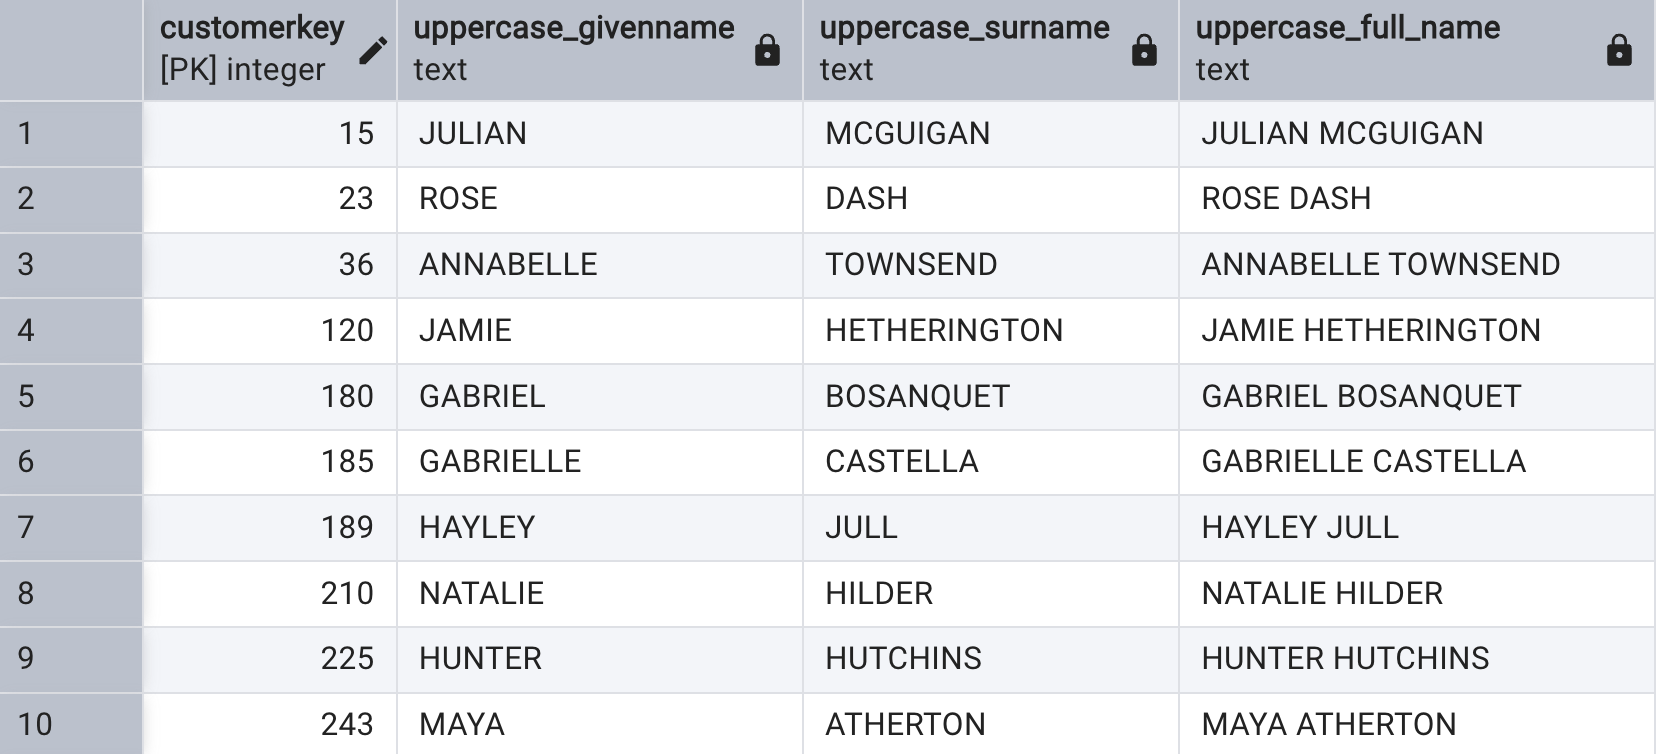 customerkey uppercase_givenname uppercase_surname uppercase_full_name
[PK] integer text text text
1 15 JULIAN MCGUIGAN JULIAN MCGUIGAN
2 23 ROSE DASH ROSE DASH
3 36 ANNABELLE TOWNSEND ANNABELLE TOWNSEND
4 120 JAMIE HETHERINGTON JAMIE HETHERINGTON
5 180 GABRIEL BOSANQUET GABRIEL BOSANQUET
6 185 GABRIELLE CASTELLA GABRIELLE CASTELLA
7 189 HAYLEY JULL HAYLEY JULL
8 210 NATALIE HILDER NATALIE HILDER
9 225 HUNTER HUTCHINS HUNTER HUTCHINS
10 243 MAYA ATHERTON MAYA ATHERTON